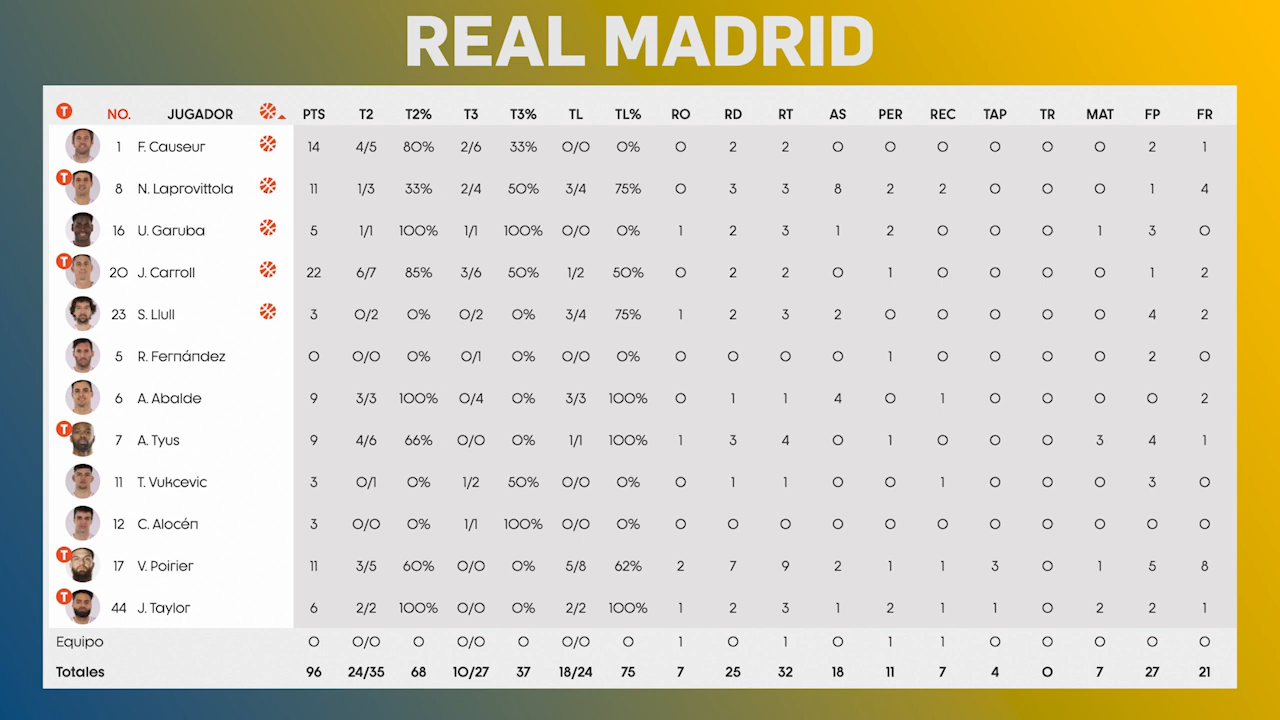 REAL MADRID
T NO. JUGADOR PTS T2 T2% T3 T3% TL TL% RO RD RT AS PER REC TAP TR MAT FP FR
1 F. Causeur 14 4/5 80% 2/6 33% 0/0 0% 0 2 2 0 0 0 0 0 0 2 1
T 8 N. Laprovittola 11 1/3 33% 2/4 50% 3/4 75% 0 3 3 8 2 2 0 0 0 1 4
16 U. Garuba 5 1/1 100% 1/1 100% 0/0 0% 1 2 3 1 2 0 0 0 1 3 0
T 20 J. Carroll 22 6/7 85% 3/6 50% 1/2 50% 0 2 2 0 1 0 0 0 0 1 2
23 S. Llull 3 0/2 0% 0/2 0% 3/4 75% 1 2 3 2 0 0 0 0 0 4 2
5 R. Fernández 0 0/0 0% 0/1 0% 0/0 0% 0 0 0 0 1 0 0 0 0 2 0
6 A. Abalde 9 3/3 100% 0/4 0% 3/3 100% 0 1 1 4 0 1 0 0 0 0 2
T 7 A. Tyus 9 4/6 66% 0/0 0% 1/1 100% 1 3 4 0 1 0 0 0 3 4 1
11 T. Vukcevic 3 0/1 0% 1/2 50% 0/0 0% 0 1 1 0 0 1 0 0 0 3 0
12 C. Alocén 3 0/0 0% 1/1 100% 0/0 0% 0 0 0 0 0 0 0 0 0 0 0
T 17 V. Poirier 11 3/5 60% 0/0 0% 5/8 62% 2 7 9 2 1 1 3 0 1 5 8
T 44 J. Taylor 6 2/2 100% 0/0 0% 2/2 100% 1 2 3 1 2 1 1 0 2 2 1
Equipo 0 0/0 0 0/0 0 0/0 0 1 0 1 0 1 1 0 0 0 0 0
Totales 96 24/35 68 10/27 37 18/24 75 7 25 32 18 11 7 4 0 7 27 21